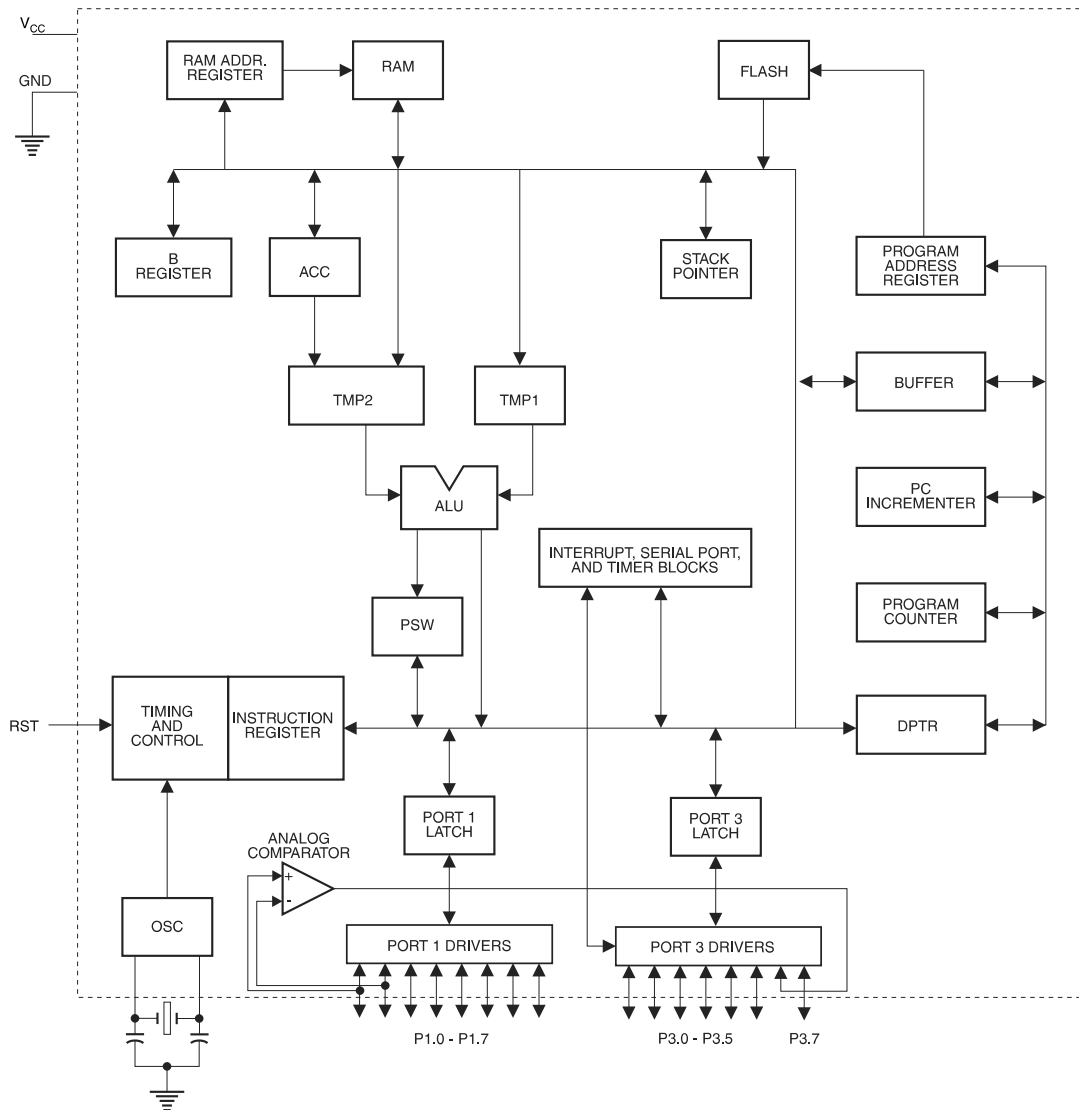 VCC
GND
RAM ADDR.
REGISTER
RAM
FLASH
B
REGISTER
ACC
STACK
POINTER
PROGRAM
ADDRESS
REGISTER
TMP2
TMP1
BUFFER
ALU
PC
INCREMENTER
INTERRUPT, SERIAL PORT,
AND TIMER BLOCKS
PSW
PROGRAM
COUNTER
RST
TIMING
AND
CONTROL
INSTRUCTION
REGISTER
DPTR
PORT 1
LATCH
PORT 3
LATCH
ANALOG
COMPARATOR
+
-
OSC
PORT 1 DRIVERS
PORT 3 DRIVERS
P1.0 - P1.7
P3.0 - P3.5
P3.7